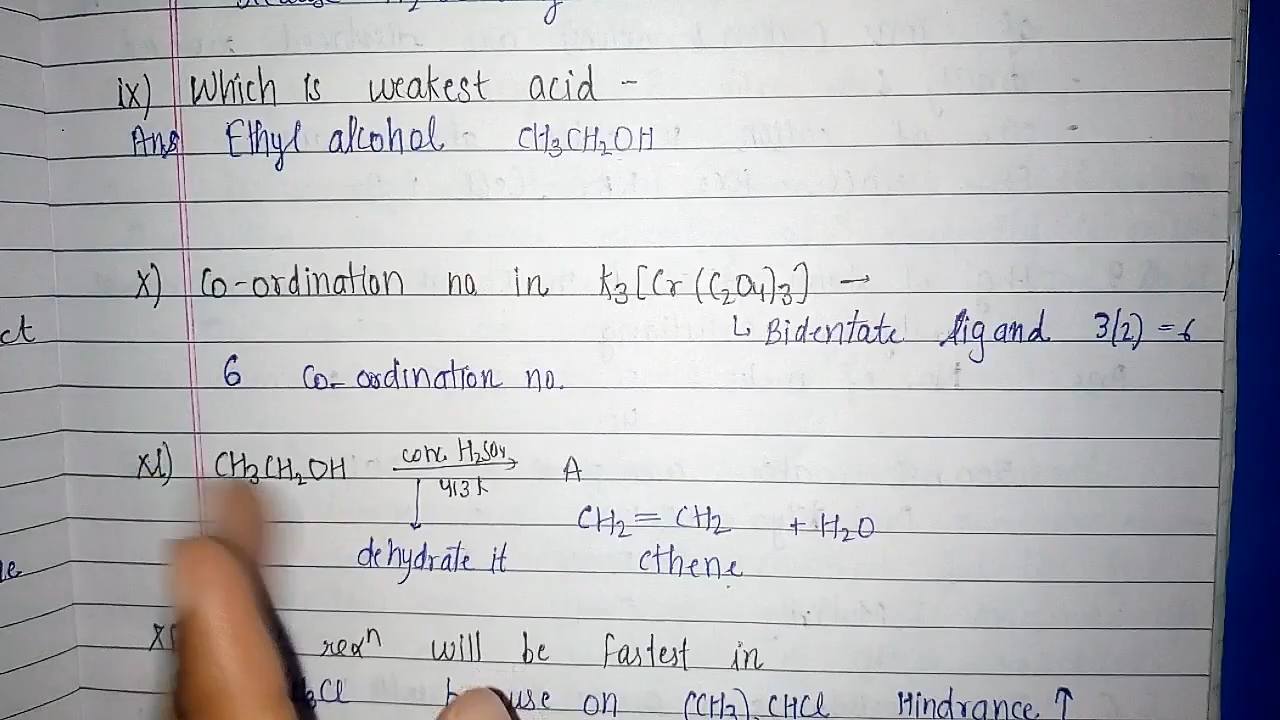 ix) Which is weakest acid -
Ans Ethyl alcohol CH3CH2OH
x) Co-ordination no in K3[Cr(C2O4)3] →
ct
↳ Bidentate ligand 3(2) = 6
6 Co-ordination no.
xi) CH3CH2OH conc H2SO4 A
413 K
CH2 = CH2 + H2O
dehydrate it ethene
rexⁿ will be fastest in
Cl on (CH3)2CHCl Hindrance ↑